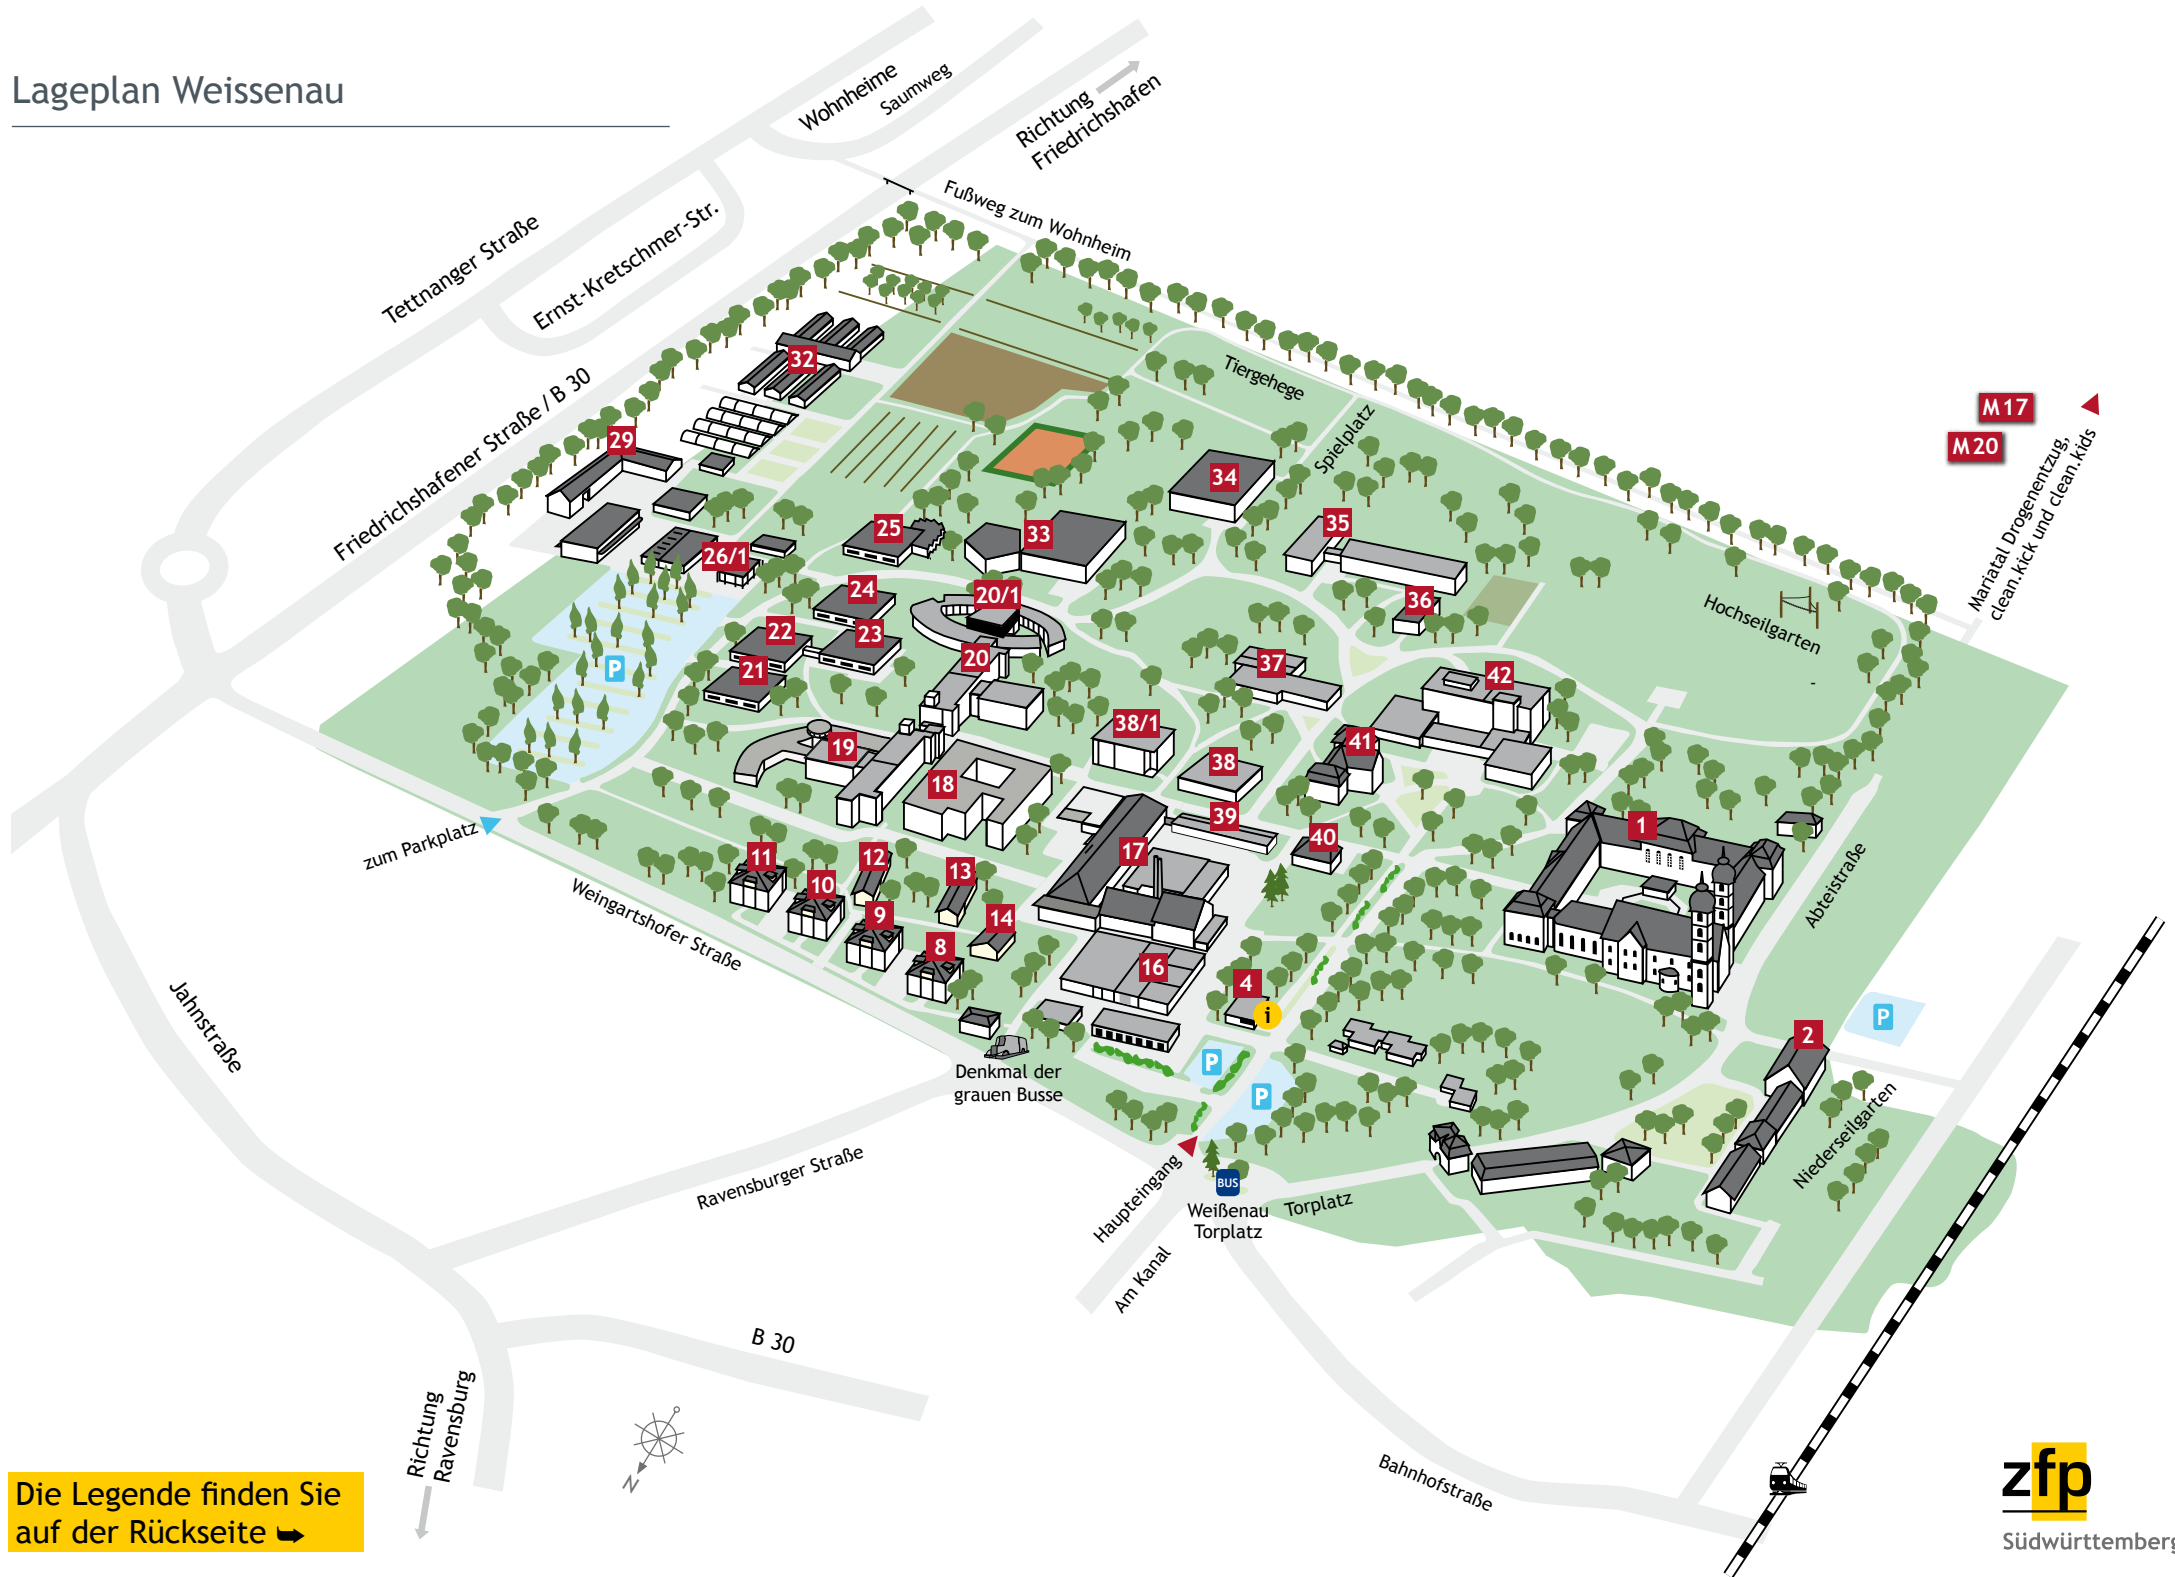 Lageplan Weissenau
Wohnheime
Saumweg
Richtung
Friedrichshafen
Fußweg zum Wohnheim
Tettnanger Straße
Ernst-Kretschmer-Str.
Friedrichshafener Straße / B 30
Tiergehege
Spielplatz
M 17
M 20
Mariatal Drogenentzug,
clean.kick und clean.kids
Hochseilgarten
32
29
34
25
33
35
26/1
24
20/1
36
22
23
20
37
42
21
P
38/1
41
19
38
18
39
40
1
17
zum Parkplatz
11
12
10
13
9
14
8
16
4
i
Weingartshofer Straße
Abteistraße
P
2
Jahnstraße
Denkmal der
grauen Busse
P
P
Niederseilgarten
Ravensburger Straße
Haupteingang
BUS
Weißenau
Torplatz
Torplatz
Am Kanal
B 30
Richtung
Ravensburg
N
Bahnhofstraße
Die Legende finden Sie
auf der Rückseite
zfp
Südwürttemberg